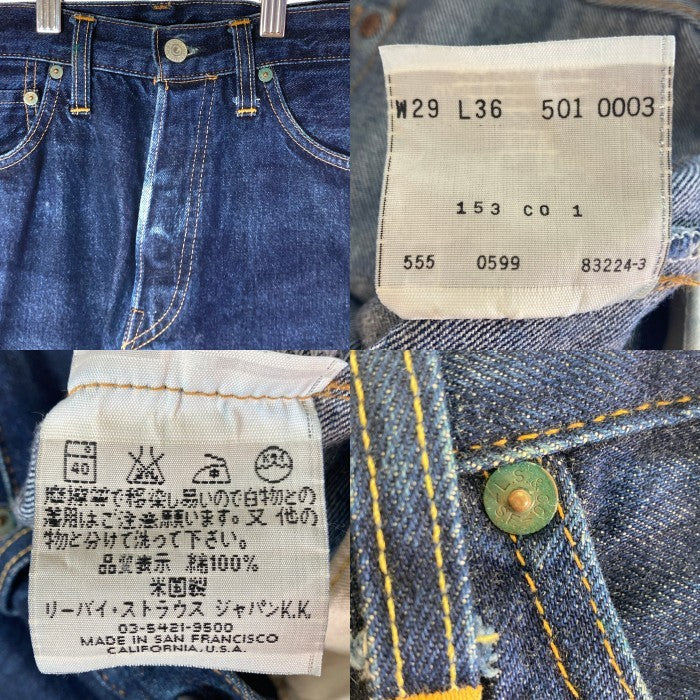 W29 L36 501 0003
153 CO 1
555 0599 83224-3
40
摩擦等で移染し易いので白物との
着用はご注意願います。又 他の
物と分けて洗って下さい。
品質表示 綿100%
米国製
リーバイ・ストラウス ジャパンK.K.
03-5421-9500
MADE IN SAN FRANCISCO
CALIFORNIA, U.S.A.
L.S.&CO.
S.F.